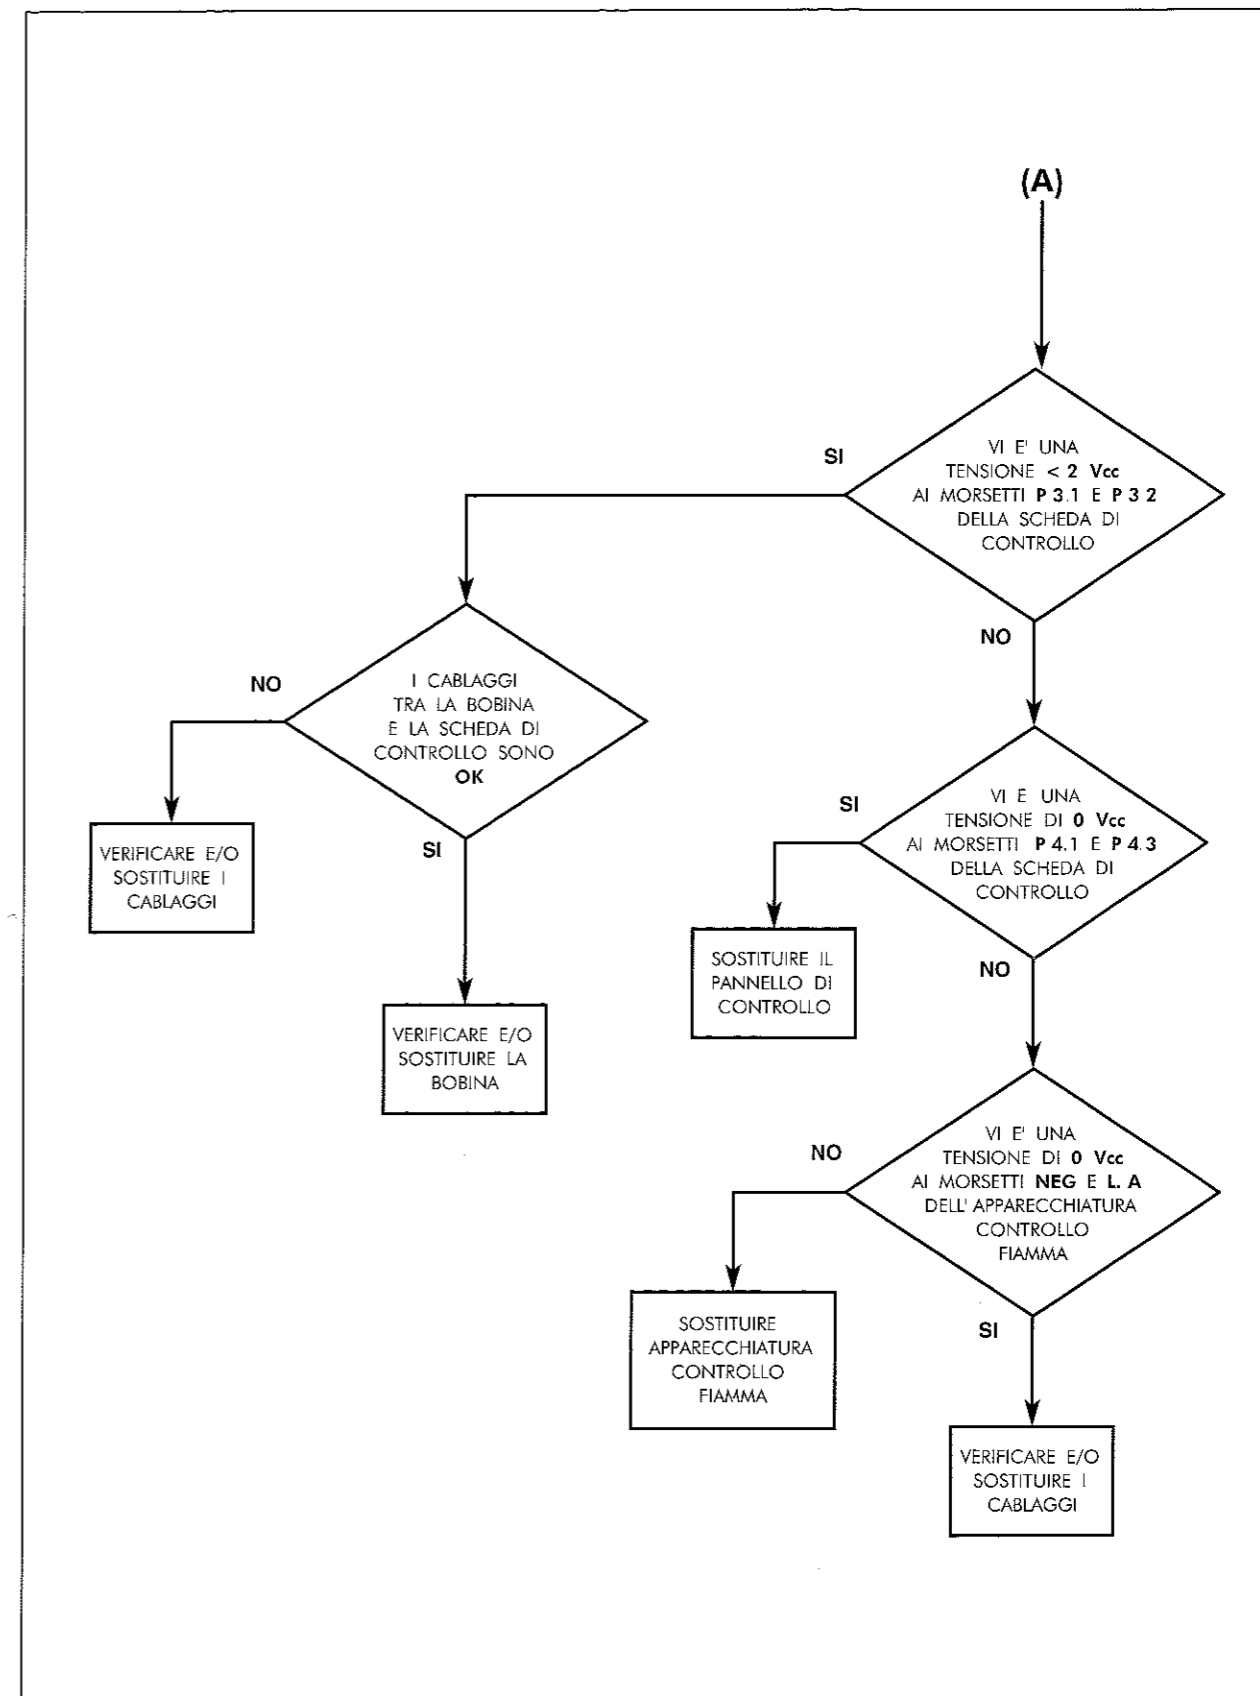 (A)
VI E' UNA
TENSIONE < 2 Vcc
AI MORSETTI P 3.1 E P 3 2
DELLA SCHEDA DI
CONTROLLO
SI
NO
I CABLAGGI
TRA LA BOBINA
E LA SCHEDA DI
CONTROLLO SONO
OK
NO
SI
VERIFICARE E/O
SOSTITUIRE I
CABLAGGI
VERIFICARE E/O
SOSTITUIRE LA
BOBINA
VI E UNA
TENSIONE DI 0 Vcc
AI MORSETTI P 4.1 E P 4.3
DELLA SCHEDA DI
CONTROLLO
SI
NO
SOSTITUIRE IL
PANNELLO DI
CONTROLLO
VI E' UNA
TENSIONE DI 0 Vcc
AI MORSETTI NEG E L. A
DELL' APPARECCHIATURA
CONTROLLO
FIAMMA
NO
SI
SOSTITUIRE
APPARECCHIATURA
CONTROLLO
FIAMMA
VERIFICARE E/O
SOSTITUIRE I
CABLAGGI